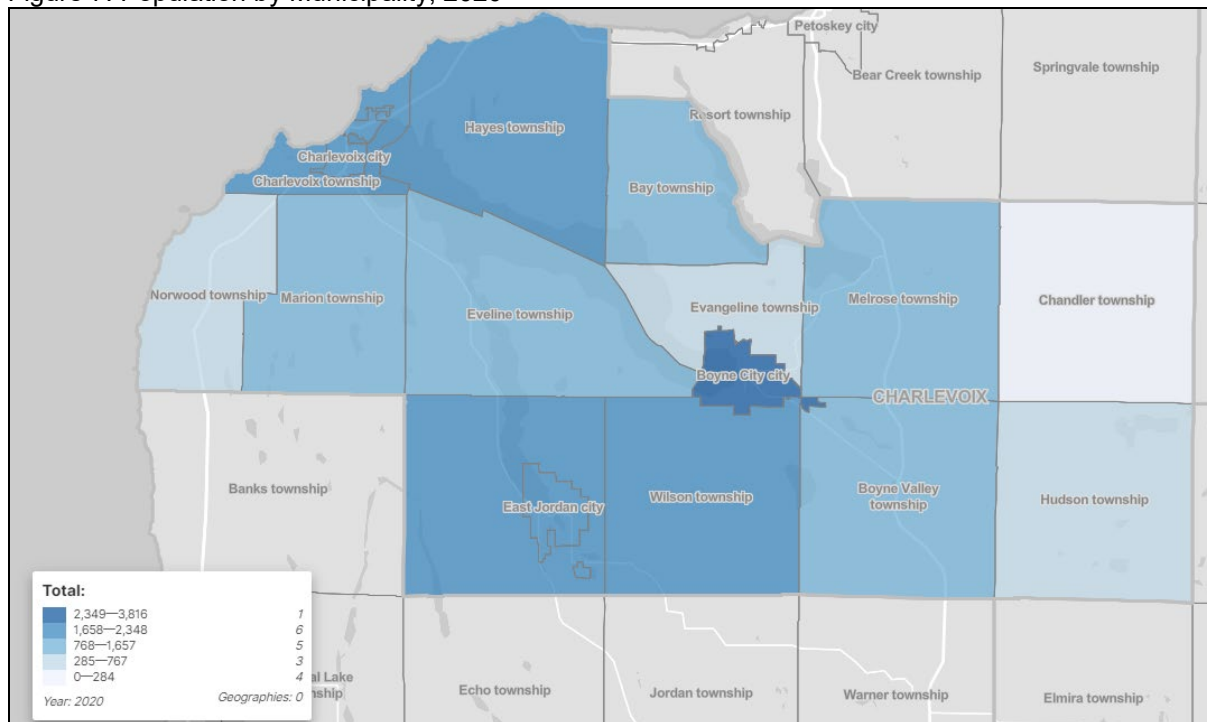 Figure Population by Municipality, 2020
Petoskey city
Bear Creek township
Springvale township
Resort township
Hayes township
Charlevoix city
Charlevoix township
Bay township
Norwood township
Marion township
Eveline township
Evangeline township
Melrose township
Chandler township
Boyne City city
CHARLEVOIX
Banks township
East Jordan city
Wilson township
Boyne Valley
township
Hudson township
Total:
2,349—3,816 1
1,658—2,348 6
768—1,657 5
285—767 3
0—284 4
Year: 2020 Geographies: 0
al Lake
nship
Echo township
Jordan township
Warner township
Elmira township